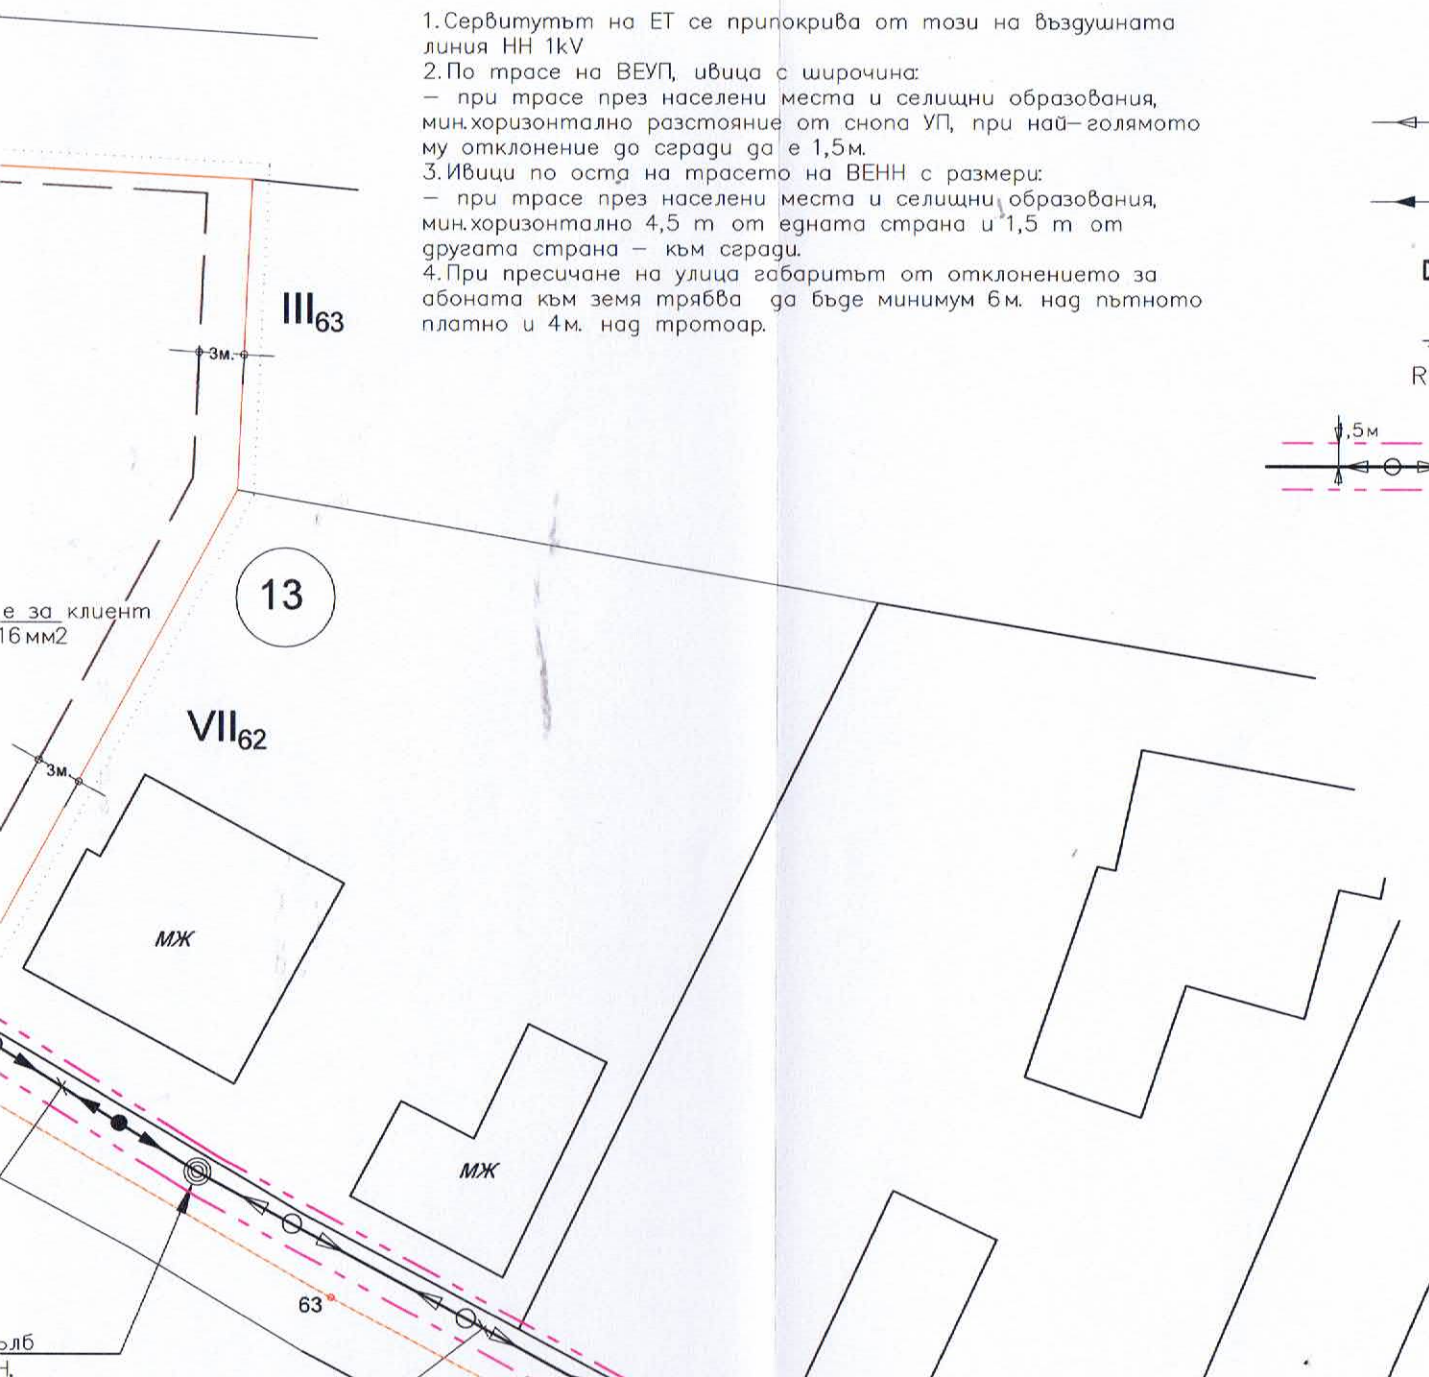 1.Сервитутът на ЕТ се припокрива от този на въздушната
линия НН 1kV
2.По трасе на ВЕУП, ивица с широчина:
– при трасе през населени места и селищни образования,
мин.хоризонтално разстояние от снопа УП, при най–голямото
му отклонение до сгради да е 1,5м.
3.Ивици по оста на трасето на ВЕНН с размери:
– при трасе през населени места и селищни образования,
мин.хоризонтално 4,5 m от едната страна и 1,5 m от
другата страна – към сгради.
4.При пресичане на улица габаритът от отклонението за
абоната към земя трябва да бъде минимум 6м. над пътното
платно и 4м. над тротоар.
III63
3м.
R
,5м
13
е за клиент
16мм2
VII62
3м.
МЖ
МЖ
63
ълб
Н.